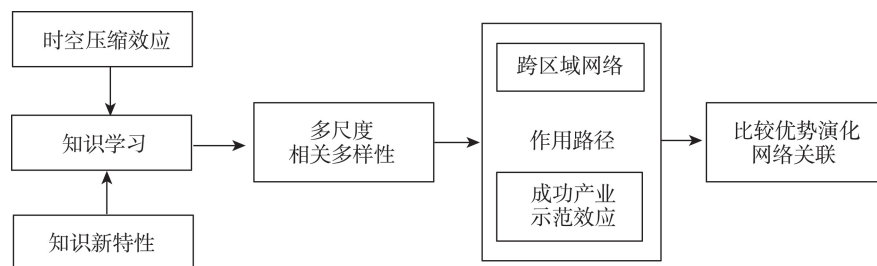 时空压缩效应
知识学习
知识新特性
多尺度
相关多样性
跨区域网络
作用路径
成功产业
示范效应
比较优势演化
网络关联